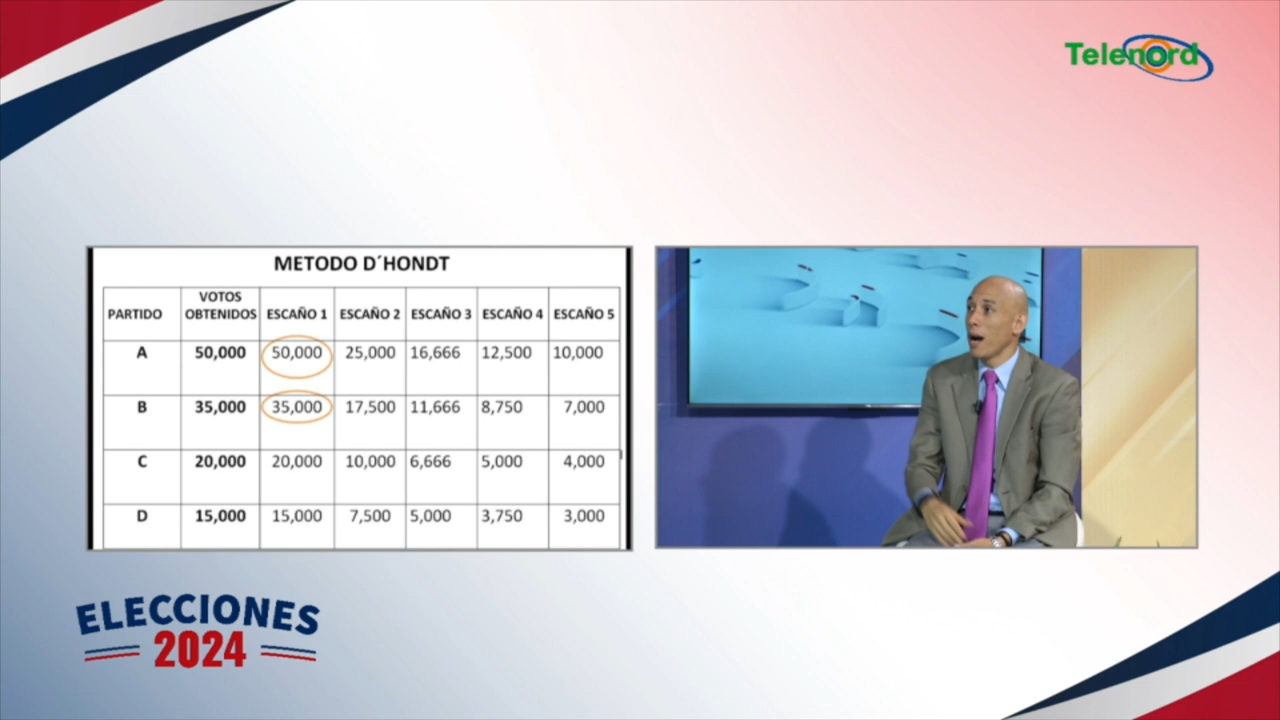 Telenord
METODO D´HONDT
PARTIDO VOTOS OBTENIDOS ESCAÑO 1 ESCAÑO 2 ESCAÑO 3 ESCAÑO 4 ESCAÑO 5
A 50,000 50,000 25,000 16,666 12,500 10,000
B 35,000 35,000 17,500 11,666 8,750 7,000
C 20,000 20,000 10,000 6,666 5,000 4,000
D 15,000 15,000 7,500 5,000 3,750 3,000
ELECCIONES
2024